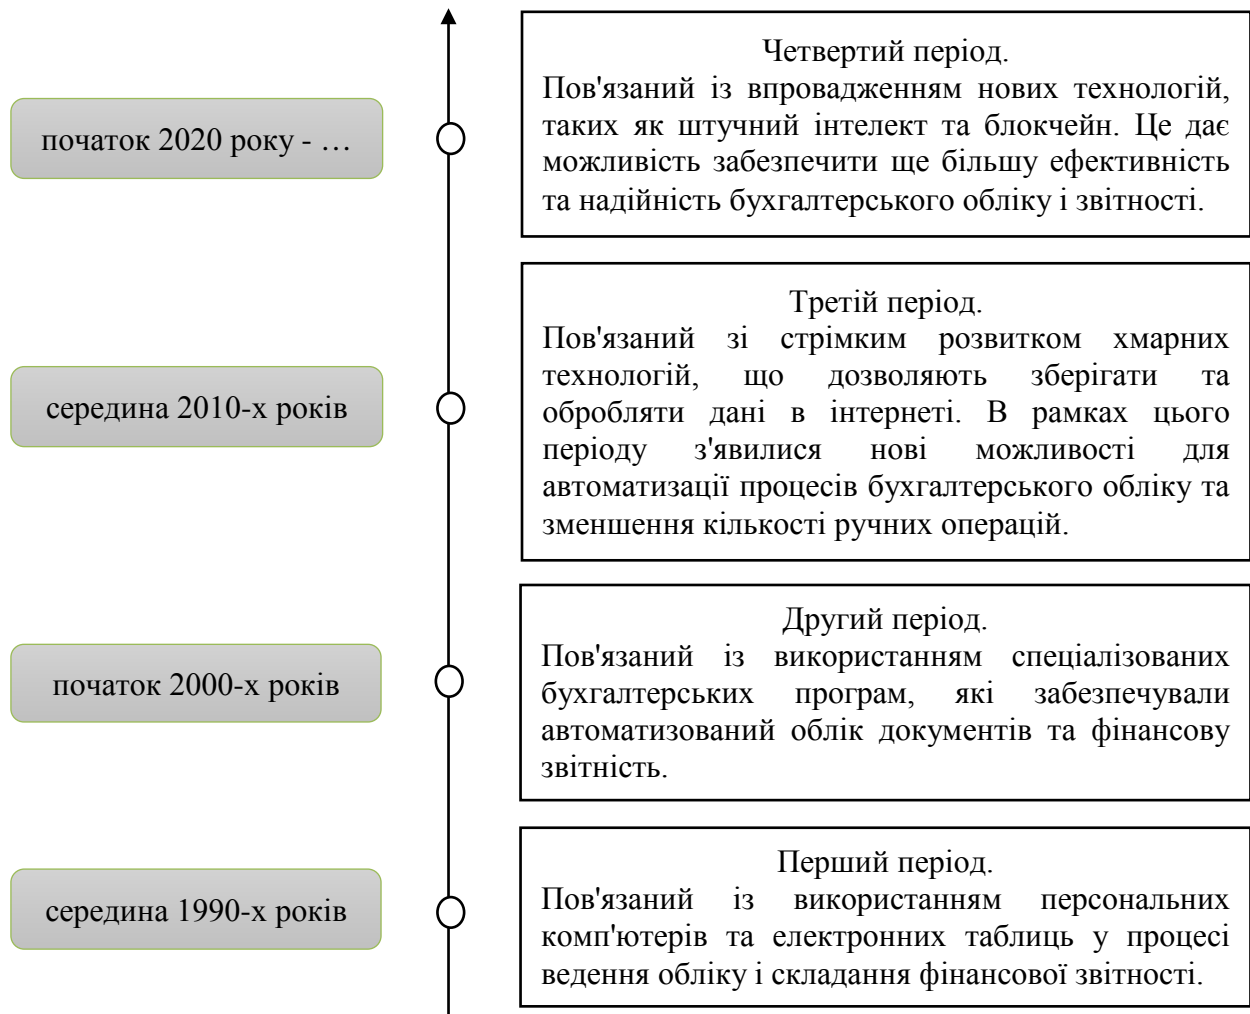 початок 2020 року - …
Четвертий період.
Пов'язаний із впровадженням нових технологій,
таких як штучний інтелект та блокчейн. Це дає
можливість забезпечити ще більшу ефективність
та надійність бухгалтерського обліку і звітності.
середина 2010-х років
Третій період.
Пов'язаний зі стрімким розвитком хмарних
технологій, що дозволяють зберігати та
обробляти дані в інтернеті. В рамках цього
періоду з'явилися нові можливості для
автоматизації процесів бухгалтерського обліку та
зменшення кількості ручних операцій.
початок 2000-х років
Другий період.
Пов'язаний із використанням спеціалізованих
бухгалтерських програм, які забезпечували
автоматизований облік документів та фінансову
звітність.
середина 1990-х років
Перший період.
Пов'язаний із використанням персональних
комп'ютерів та електронних таблиць у процесі
ведення обліку і складання фінансової звітності.